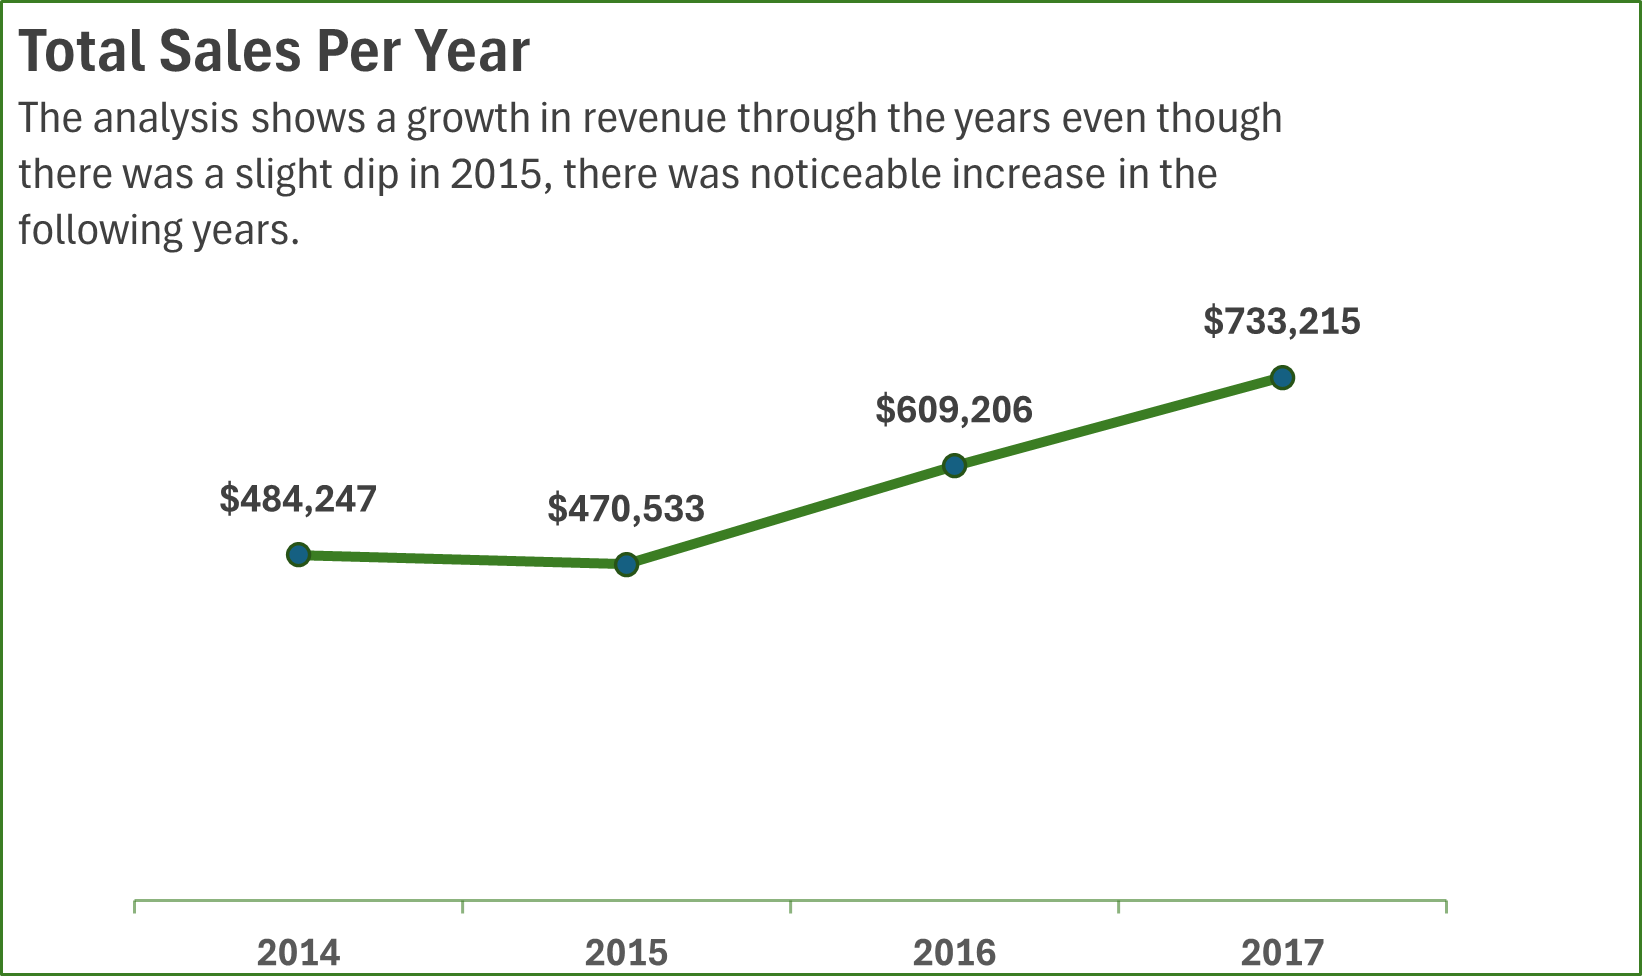 Total Sales Per Year
The analysis shows a growth in revenue through the years even though
there was a slight dip in 2015, there was noticeable increase in the
following years.
$733,215
$609,206
$484,247
$470,533
2014 2015 2016 2017